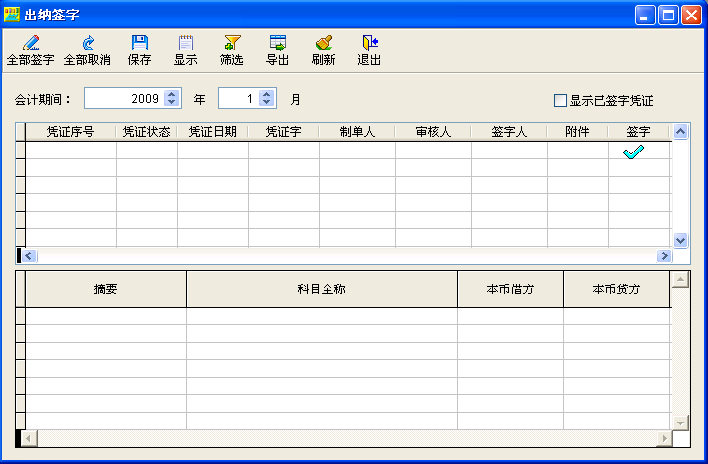 出纳签字
全部签字 全部取消 保存 显示 筛选 导出 刷新 退出
会计期间： 2009 年 1 月 显示已签字凭证
凭证序号 凭证状态 凭证日期 凭证字 制单人 审核人 签字人 附件 签字
摘要 科目全称 本币借方 本币贷方